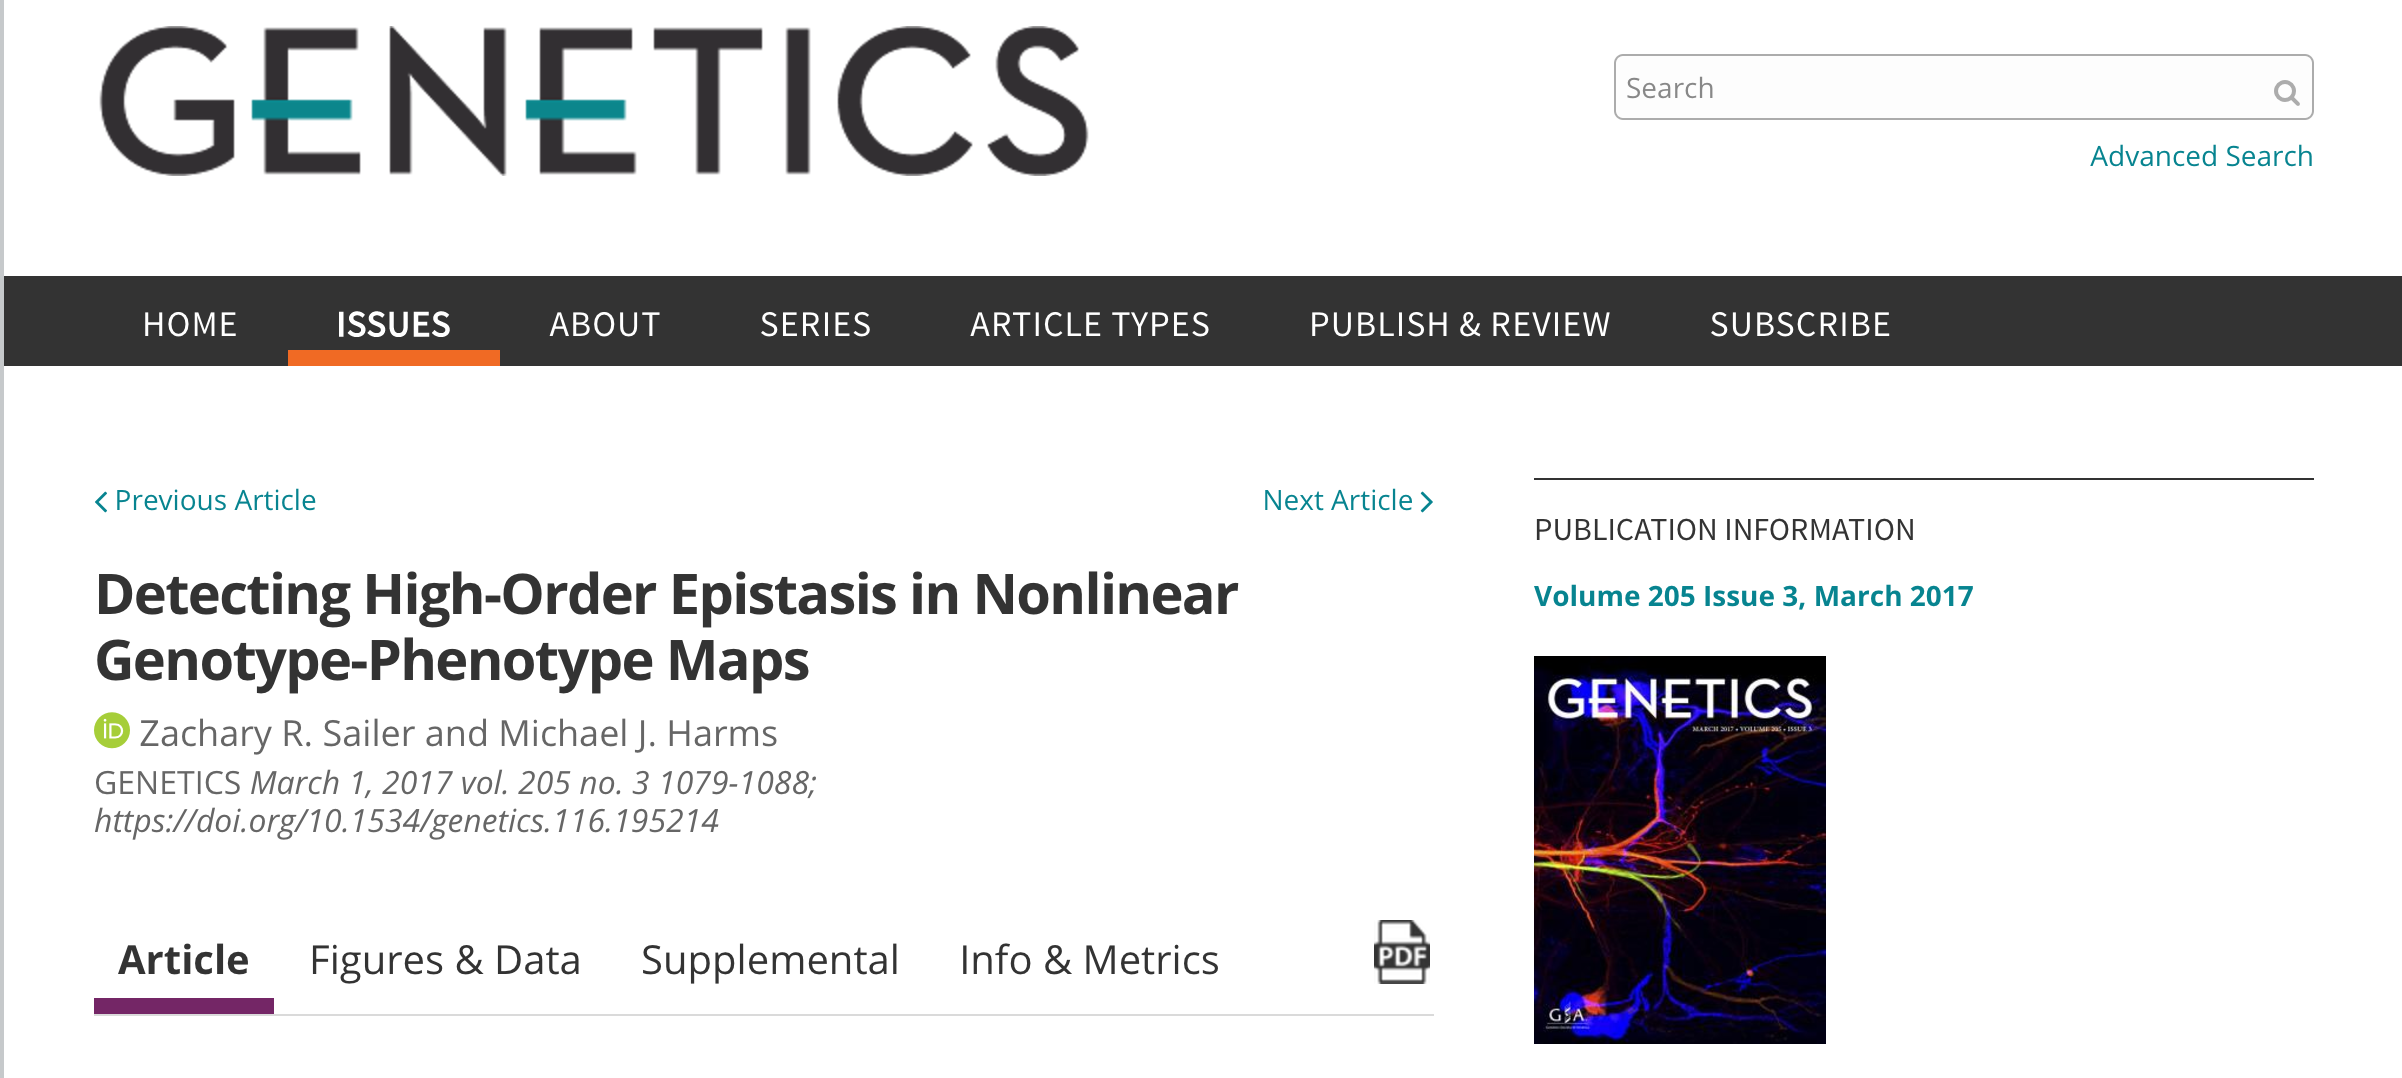 GENETICS
Search
Advanced Search
HOME ISSUES ABOUT SERIES ARTICLE TYPES PUBLISH & REVIEW SUBSCRIBE
Previous Article
Next Article
Detecting High-Order Epistasis in Nonlinear
Genotype-Phenotype Maps
iD Zachary R. Sailer and Michael J. Harms
GENETICS March 1, 2017 vol. 205 no. 3 1079-1088;
https://doi.org/10.1534/genetics.116.195214
Article Figures & Data Supplemental Info & Metrics
PDF
PUBLICATION INFORMATION
Volume 205 Issue 3, March 2017
GENETICS
MARCH 2017 • VOLUME 205 • ISSUE 3
GSA